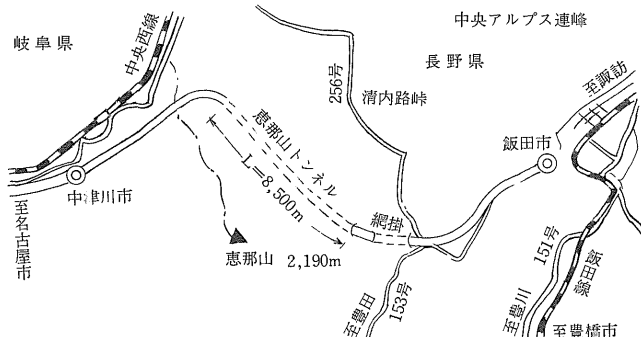 岐阜県
中央西線
中津川市
至名古屋市
恵那山トンネル
L=8,500m
恵那山 2,190m
256号
清内路峠
中央アルプス連峰
長野県
網掛
至豊田
153号
飯田市
至諏訪
151号
飯田線
至豊川
至豊橋市